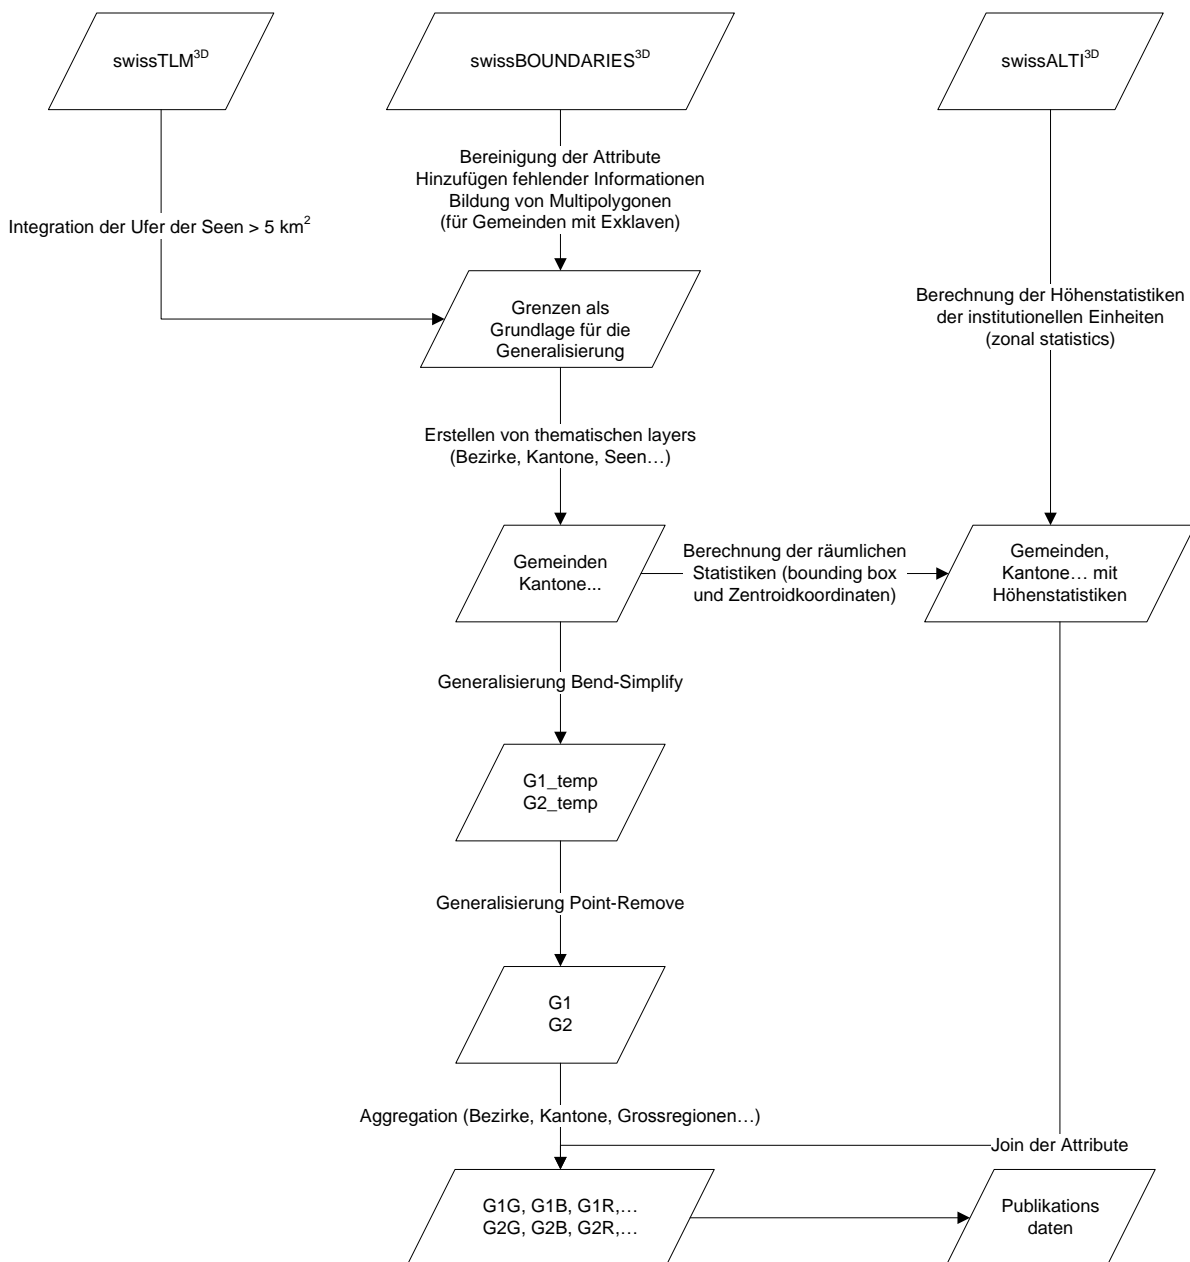 swissTLM3D
swissBOUNDARIES3D
swissALTI3D
Bereinigung der Attribute
Hinzufügen fehlender Informationen
Bildung von Multipolygonen
(für Gemeinden mit Exklaven)
Integration der Ufer der Seen > 5 km2
Grenzen als
Grundlage für die
Generalisierung
Berechnung der Höhenstatistiken
der institutionellen Einheiten
(zonal statistics)
Erstellen von thematischen layers
(Bezirke, Kantone, Seen…)
Gemeinden
Kantone...
Berechnung der räumlichen
Statistiken (bounding box
und Zentroidkoordinaten)
Gemeinden,
Kantone… mit
Höhenstatistiken
Generalisierung Bend-Simplify
G1_temp
G2_temp
Generalisierung Point-Remove
G1
G2
Aggregation (Bezirke, Kantone, Grossregionen…)
Join der Attribute
G1G, G1B, G1R,…
G2G, G2B, G2R,…
Publikations
daten